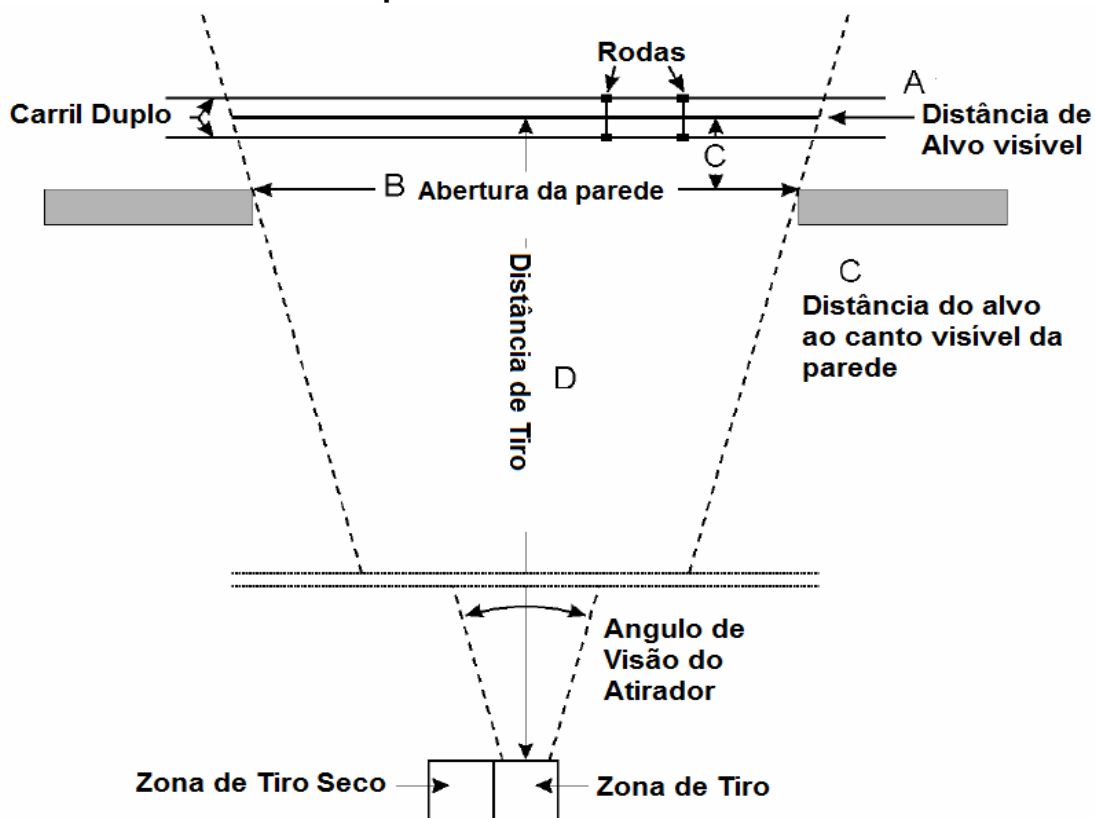 Rodas
A
Carril Duplo
Distância de
Alvo visível
C
B
Abertura da parede
Distância de Tiro
D
C
Distância do alvo
ao canto visível da
parede
Angulo de
Visão do
Atirador
Zona de Tiro Seco
Zona de Tiro